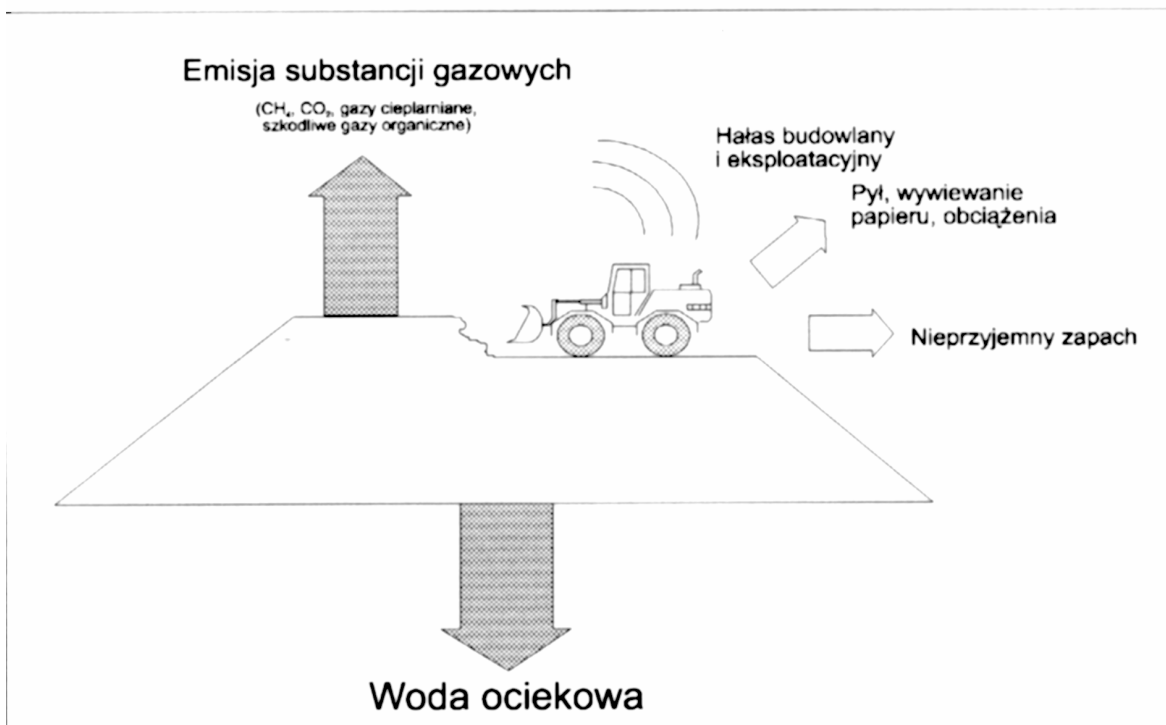 Emisja substancji gazowych
(CH₄, CO₂, gazy cieplarniane,
szkodliwe gazy organiczne)
Hałas budowlany
i eksploatacyjny
Pył, wywiewanie
papieru, obciążenia
Nieprzyjemny zapach
Woda ociekowa